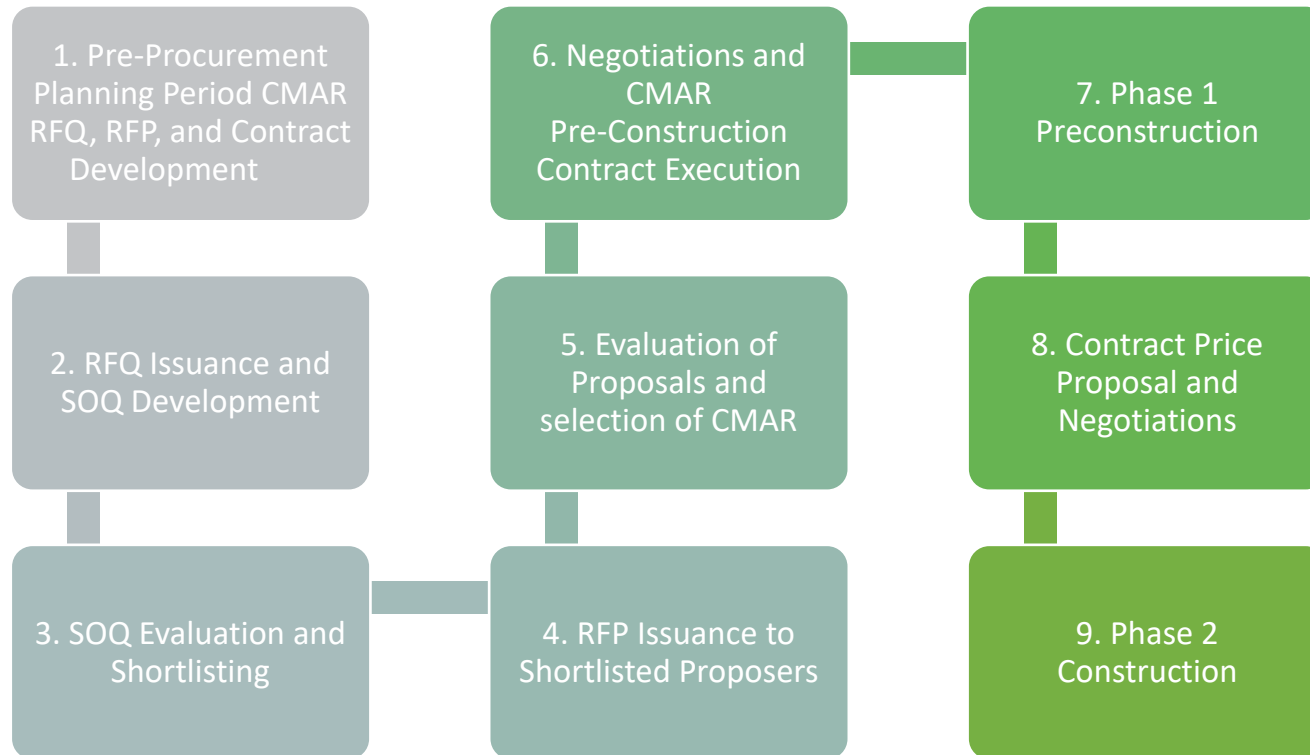 1. Pre-Procurement
Planning Period CMAR
RFQ, RFP, and Contract
Development
2. RFQ Issuance and
SOQ Development
3. SOQ Evaluation and
Shortlisting
4. RFP Issuance to
Shortlisted Proposers
5. Evaluation of
Proposals and
selection of CMAR
6. Negotiations and
CMAR
Pre-Construction
Contract Execution
7. Phase 1
Preconstruction
8. Contract Price
Proposal and
Negotiations
9. Phase 2
Construction